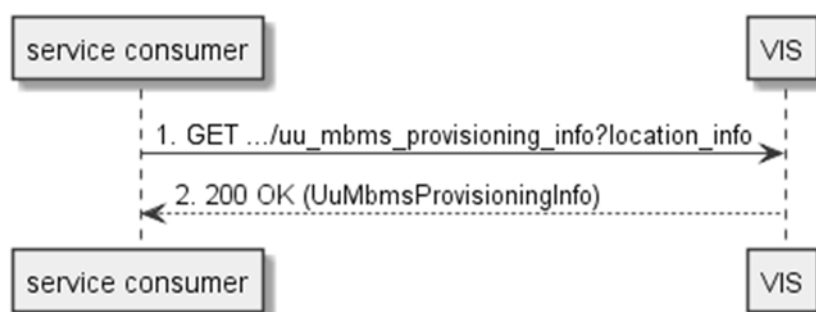 service consumer
VIS
1. GET .../uu_mbms_provisioning_info?location_info
2. 200 OK (UuMbmsProvisioningInfo)
service consumer
VIS